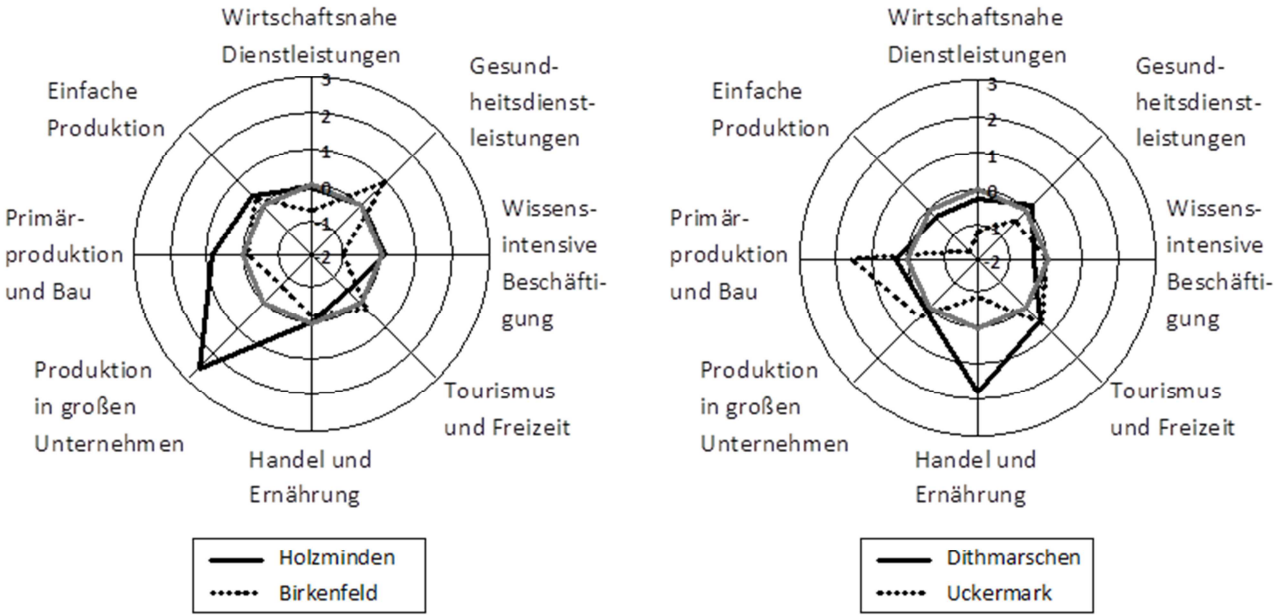 Wirtschaftsnahe
Dienstleistungen
Gesund-
heitsdienst-
leistungen
Wissens-
intensive
Beschäfti-
gung
Tourismus
und Freizeit
Handel und
Ernährung
Produktion
in großen
Unternehmen
Primär-
produktion
und Bau
Einfache
Produktion
3
2
1
0
-1
-2
Holzminden
Birkenfeld
Wirtschaftsnahe
Dienstleistungen
Gesund-
heitsdienst-
leistungen
Wissens-
intensive
Beschäfti-
gung
Tourismus
und Freizeit
Handel und
Ernährung
Produktion
in großen
Unternehmen
Primär-
produktion
und Bau
Einfache
Produktion
3
2
1
0
-1
-2
Dithmarschen
Uckermark